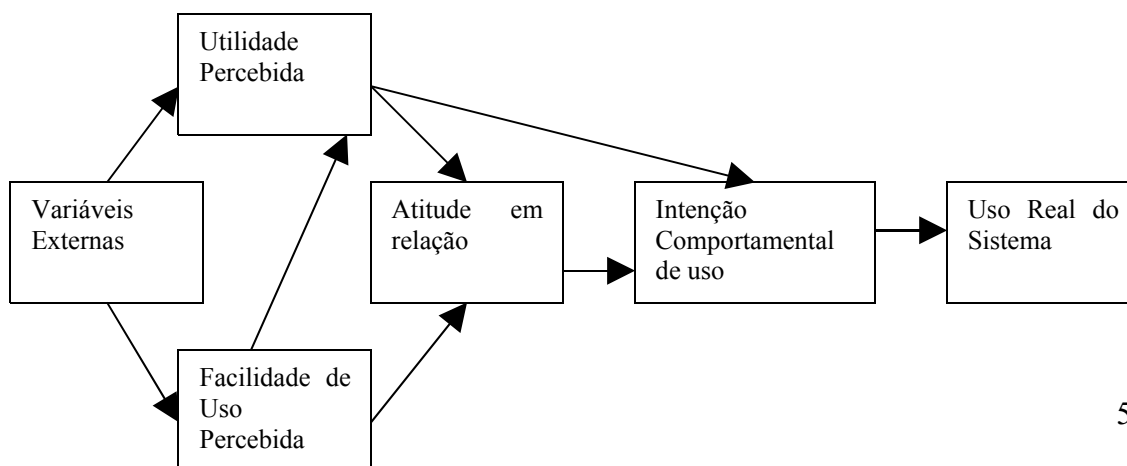 Utilidade
Percebida
Variáveis
Externas
Atitude em
relação
Intenção
Comportamental
de uso
Uso Real do
Sistema
Facilidade de
Uso
Percebida
5